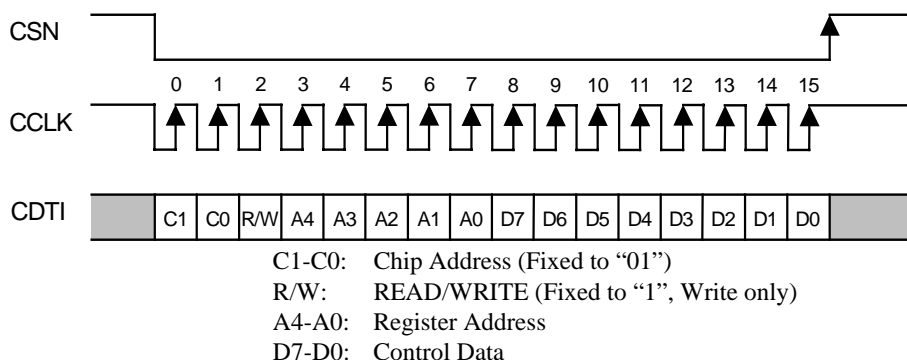 CSN
0 1 2 3 4 5 6 7 8 9 10 11 12 13 14 15
CCLK
CDTI C1 C0 R/W A4 A3 A2 A1 A0 D7 D6 D5 D4 D3 D2 D1 D0
C1-C0: Chip Address (Fixed to “01”)
R/W: READ/WRITE (Fixed to “1”, Write only)
A4-A0: Register Address
D7-D0: Control Data